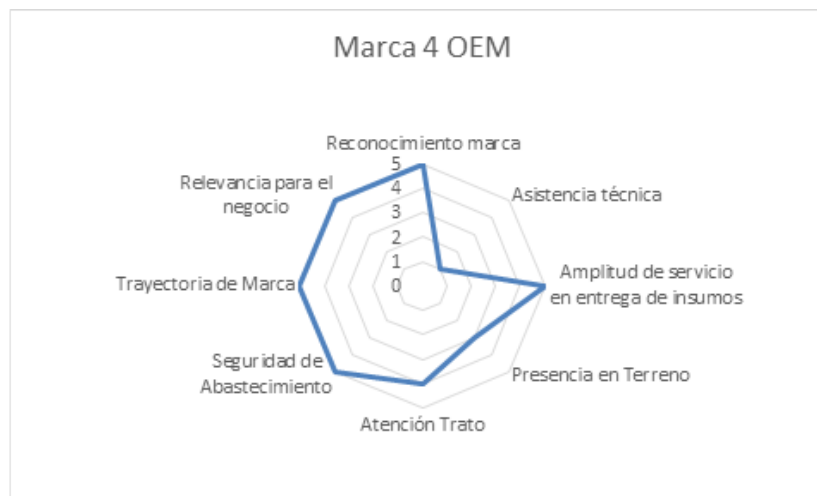 Marca 4 OEM
Reconocimiento marca
5
4
3
2
1
0
Asistencia técnica
Amplitud de servicio
en entrega de insumos
Presencia en Terreno
Atención Trato
Seguridad de
Abastecimiento
Trayectoria de Marca
Relevancia para el
negocio